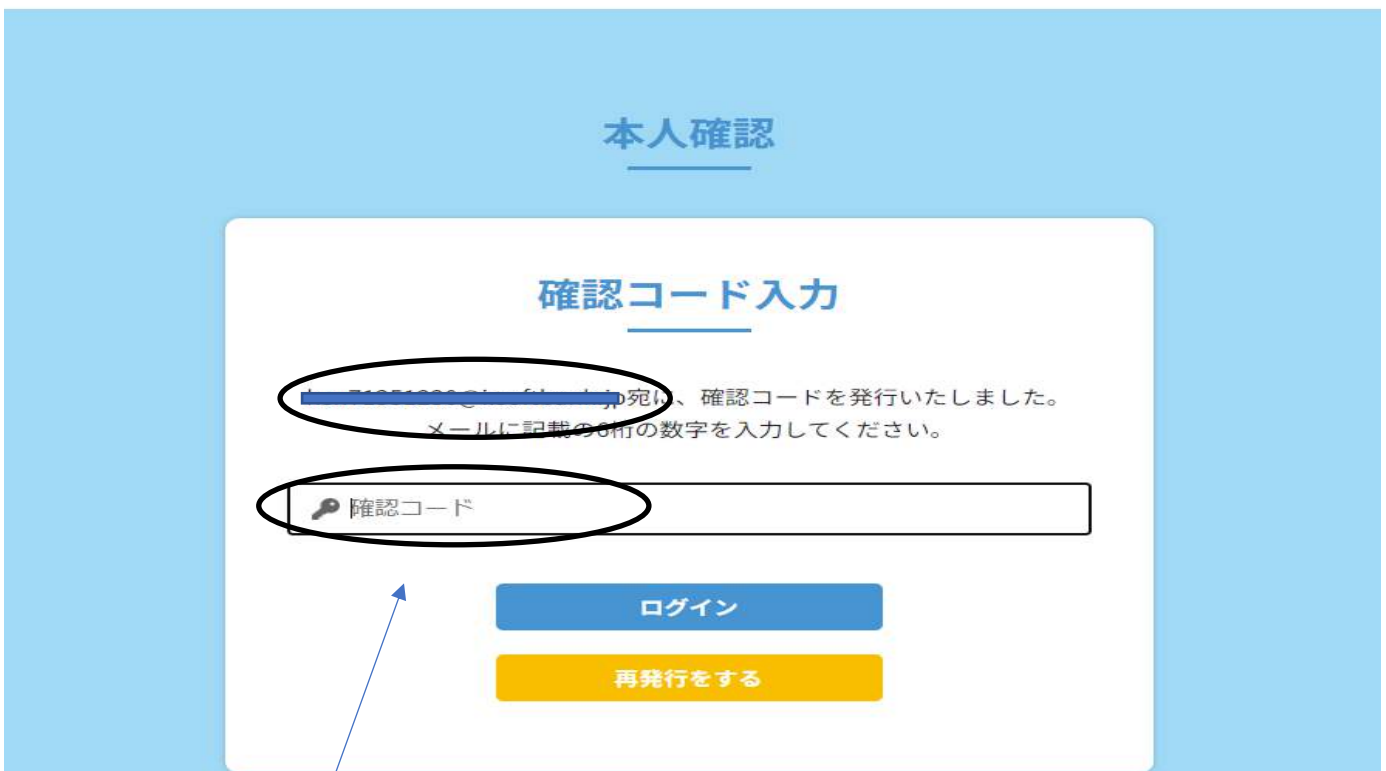 本人確認
確認コード入力
宛に、確認コードを発行いたしました。
メールに記載の6桁の数字を入力してください。
確認コード
ログイン
再発行をする